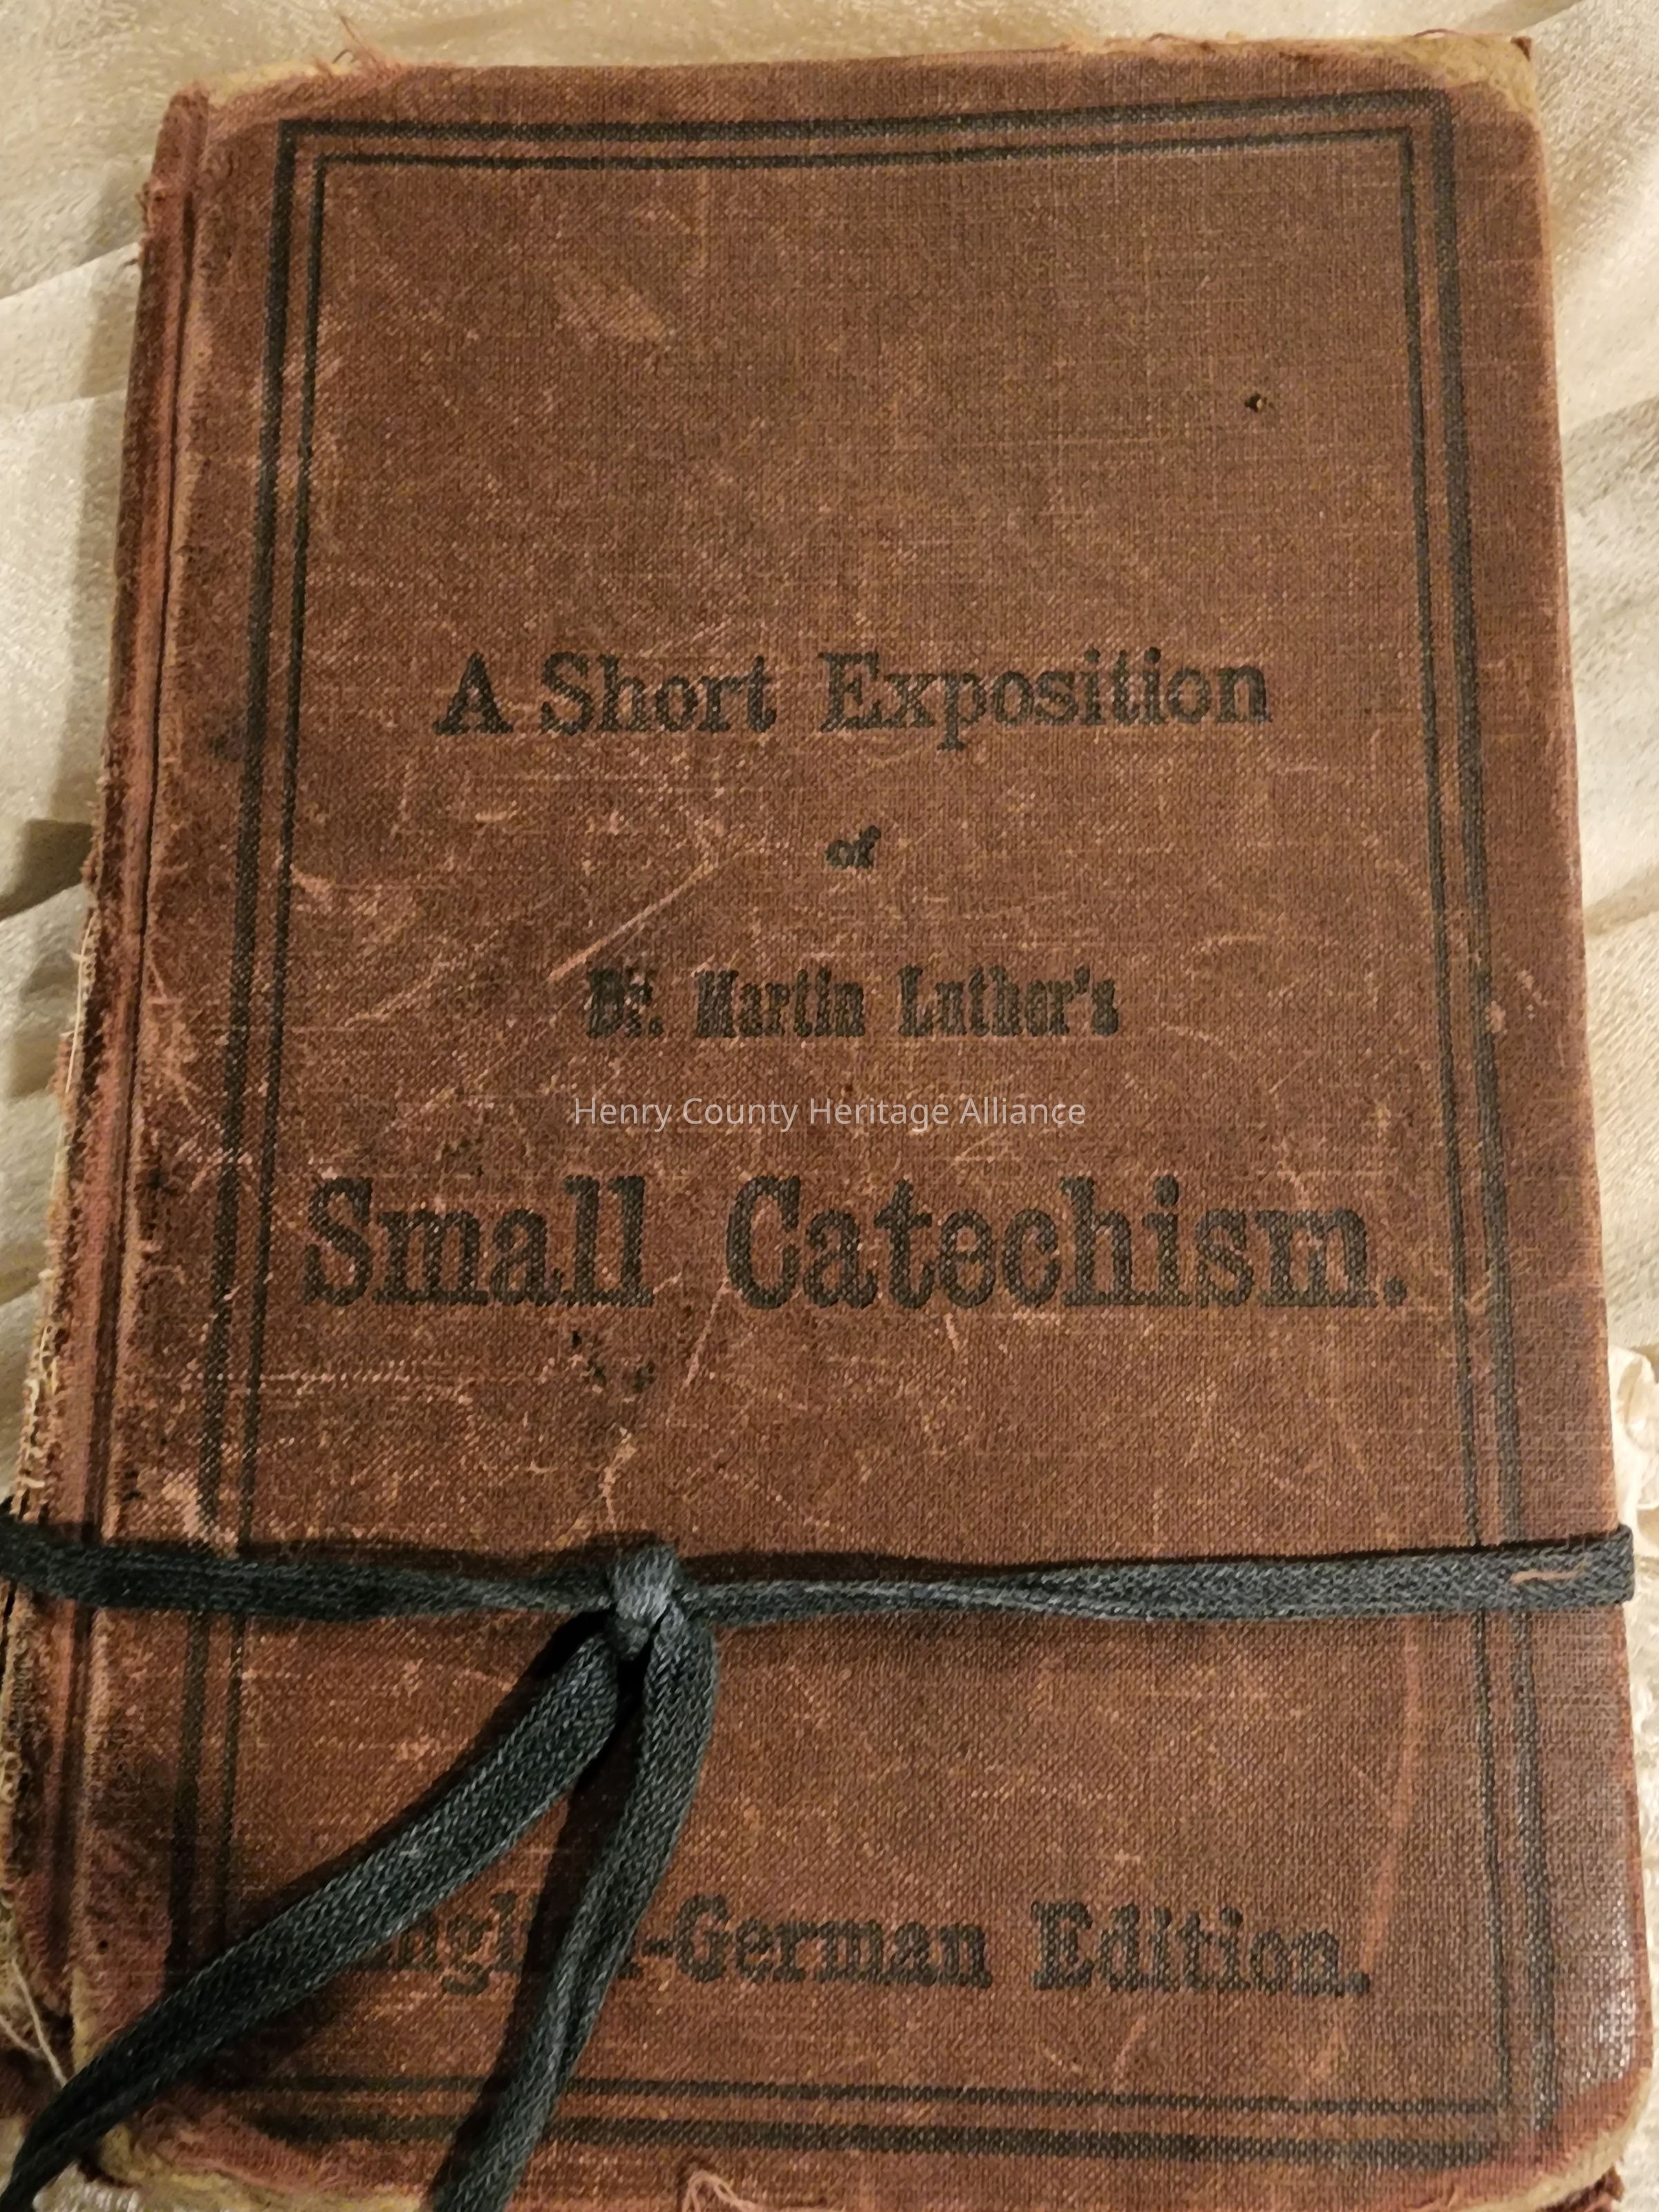 A Short Exposition
of
Dr. Martin Luther's
Henry County Heritage Alliance
Small Catechism.
-German Edition.